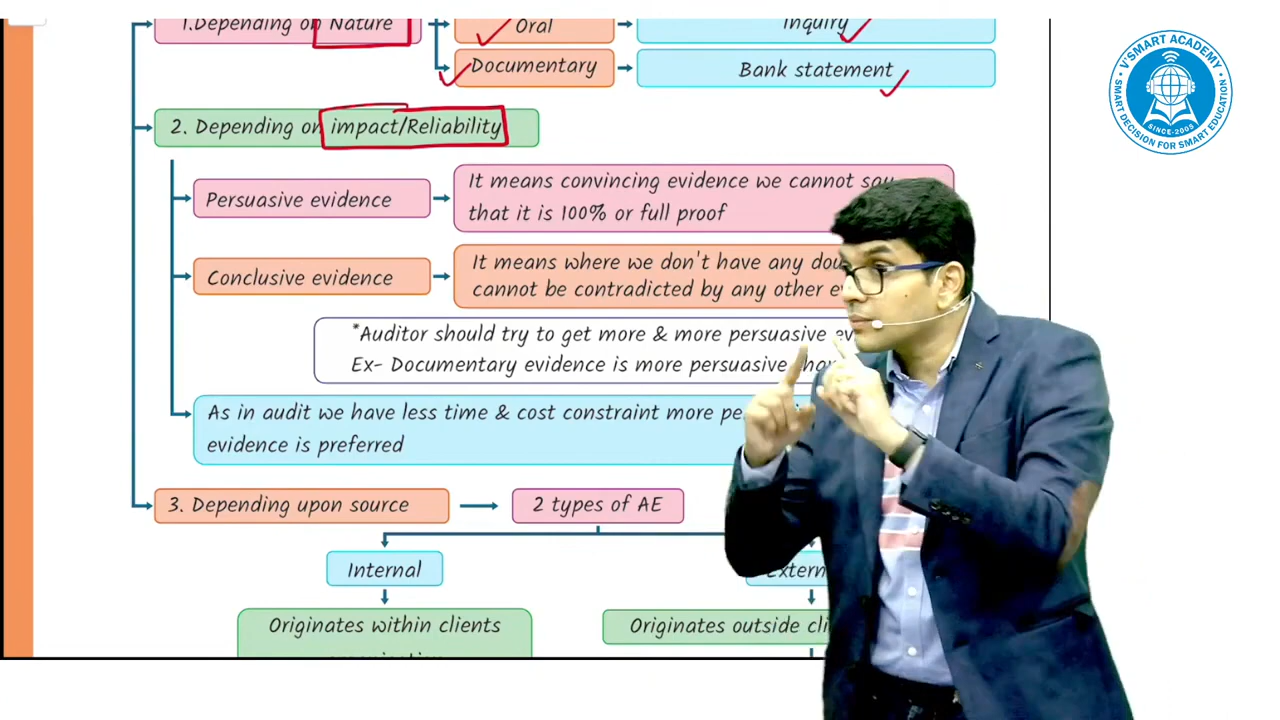 1.Depending on Nature
Oral
Inquiry
Documentary
Bank statement
2. Depending on impact/Reliability
Persuasive evidence
It means convincing evidence we cannot say
that it is 100% or full proof
Conclusive evidence
It means where we don't have any
cannot be contradicted by any other
*Auditor should try to get more & more persuasive
Ex- Documentary evidence is more persuasive
As in audit we have less time & cost constraint more
evidence is preferred
3. Depending upon source
2 types of AE
Internal
Originates within clients
Originates outside
V'SMART ACADEMY
SINCE-2005
SMART DECISION FOR SMART EDUCATION